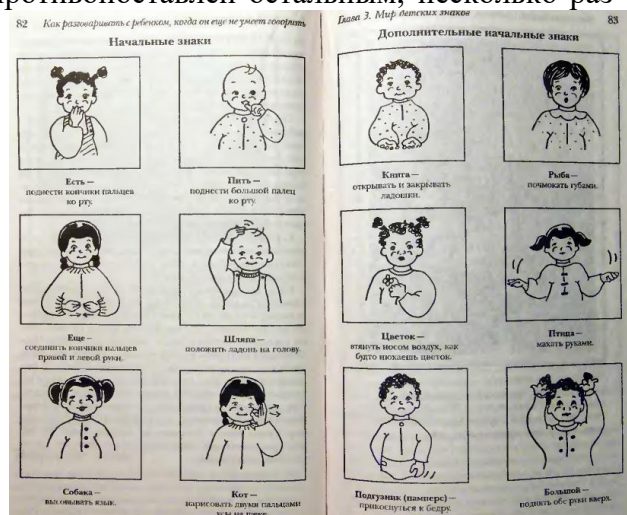 противопоставлен остальным, несколько раз
82 Как разговаривать с ребенком, когда он еще не умеет говорить
Начальные знаки
Есть —
поднести кончики пальцев
ко рту.
Пить —
поднести большой палец
ко рту.
Еще —
соединить кончики пальцев
правой и левой руки.
Шляпа —
положить ладонь на голову.
Собака —
высовывать язык.
Кот —
нарисовать двумя пальцами
усы на щеке.
Глава 3. Мир детских знаков 83
Дополнительные начальные знаки
Книга —
открывать и закрывать
ладошки.
Рыба —
почмокать губами.
Цветок —
втянуть носом воздух, как
будто нюхаешь цветок.
Птица —
махать руками.
Подгузник (памперс) —
прикоснуться к бедру.
Большой —
поднять обе руки вверх.